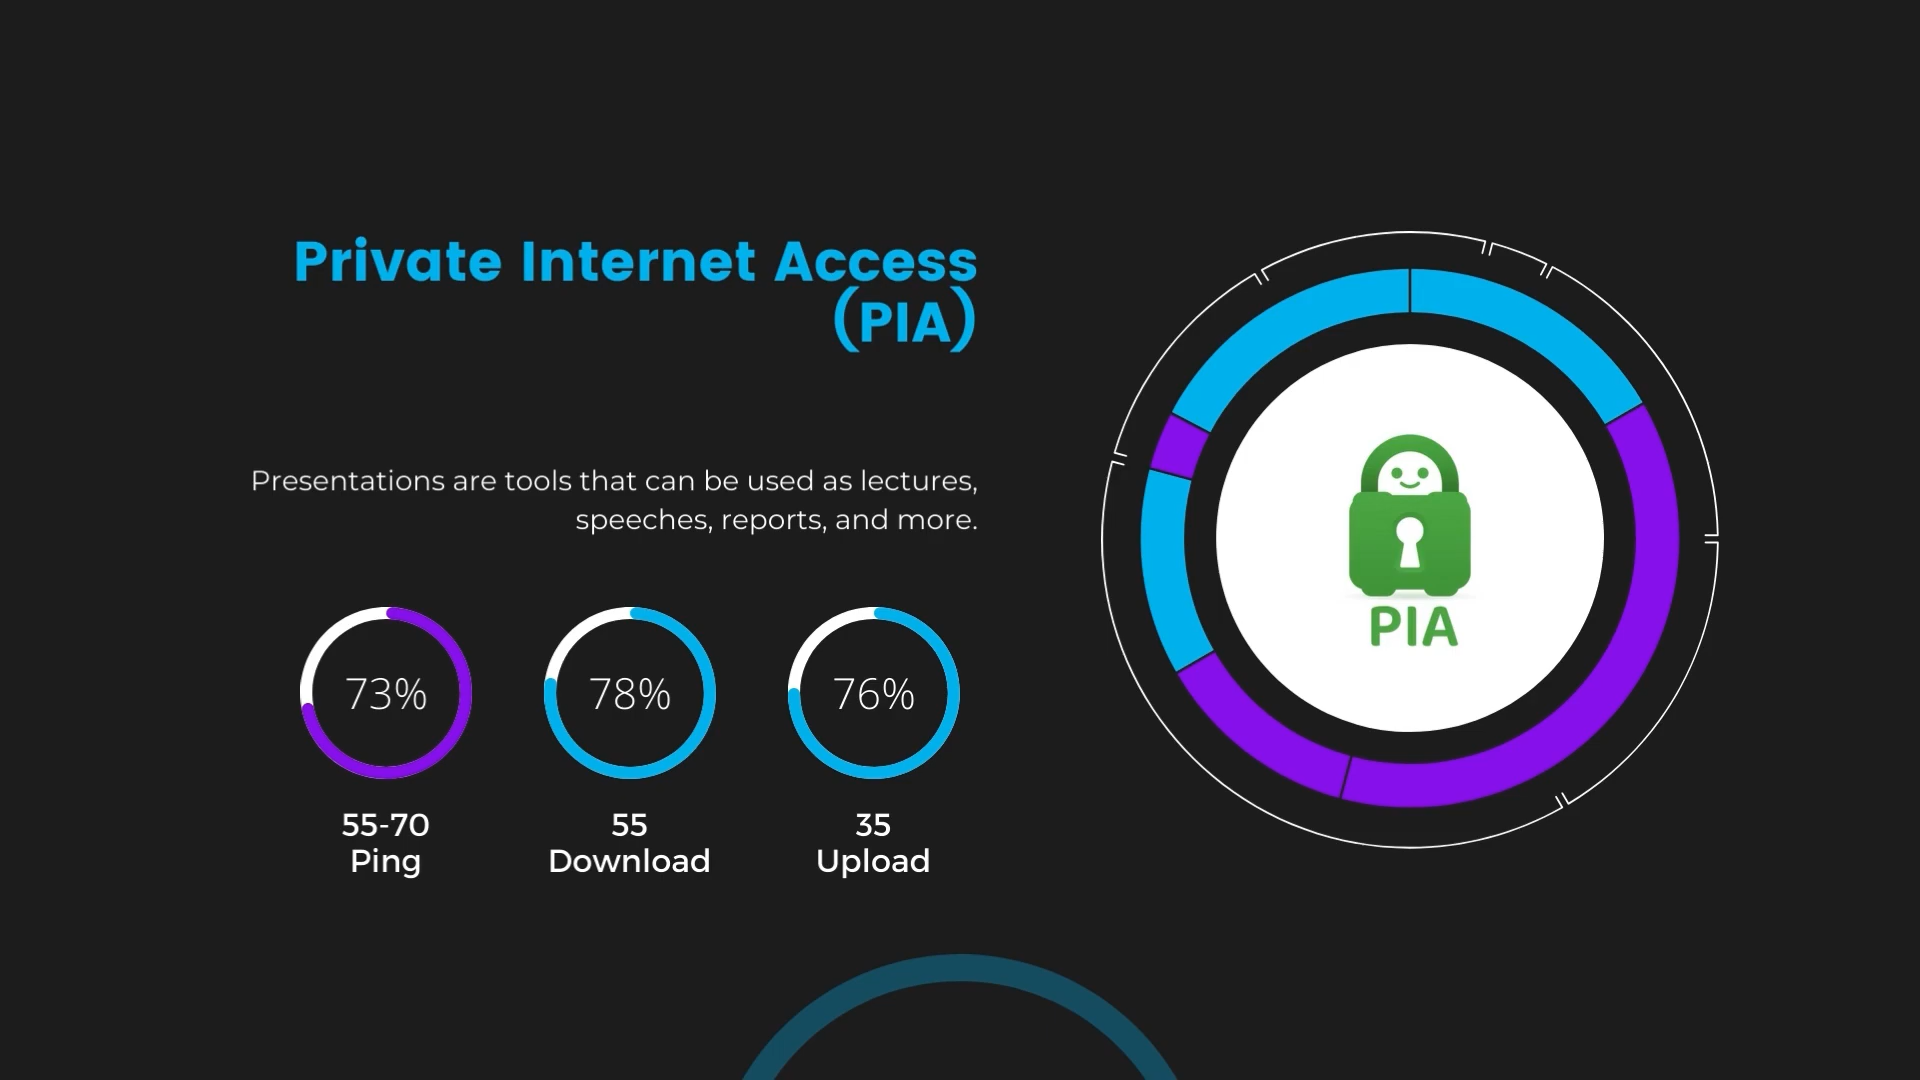 Private Internet Access
(PIA)
Presentations are tools that can be used as lectures,
speeches, reports, and more.
73%
78%
76%
55-70
Ping
55
Download
35
Upload
PIA